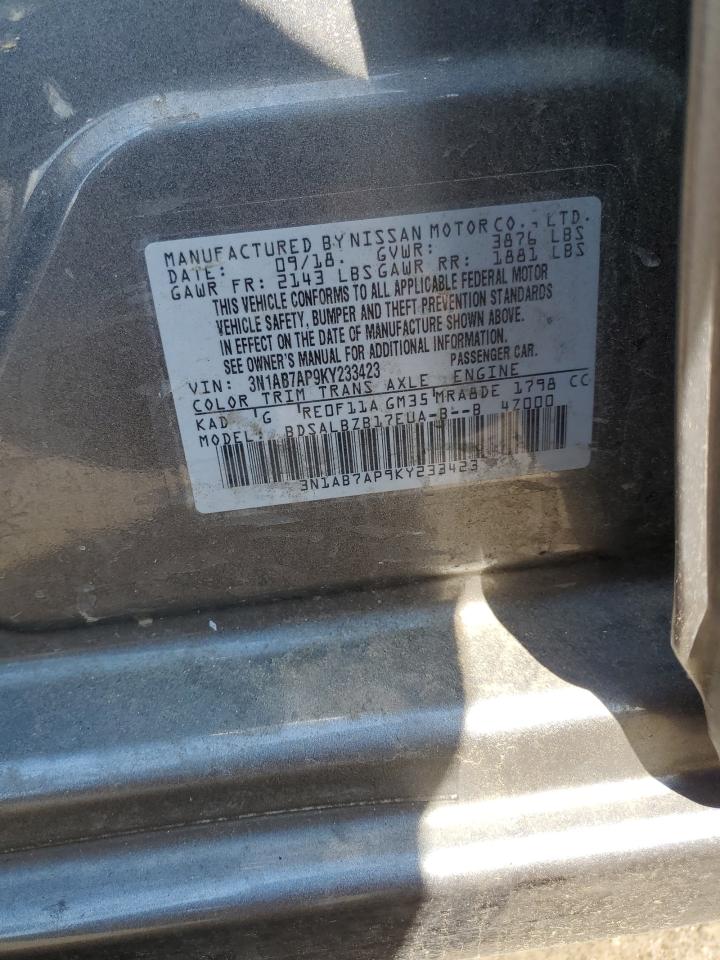 MANUFACTURED BY NISSAN MOTOR CO., LTD.
DATE: 09/18. GVWR: 3876 LBS
GAWR FR: 2143 LBS GAWR RR: 1881 LBS
THIS VEHICLE CONFORMS TO ALL APPLICABLE FEDERAL MOTOR
VEHICLE SAFETY, BUMPER AND THEFT PREVENTION STANDARDS
IN EFFECT ON THE DATE OF MANUFACTURE SHOWN ABOVE.
SEE OWNER'S MANUAL FOR ADDITIONAL INFORMATION.
VIN: 3N1AB7AP9KY233423 PASSENGER CAR.
COLOR TRIM TRANS AXLE ENGINE
KAD G RE0F11A GM35 MRA8DE 1798 CC
MODEL: BDSALBZB17EUA-B--B 47000
3N1AB7AP9KY233423